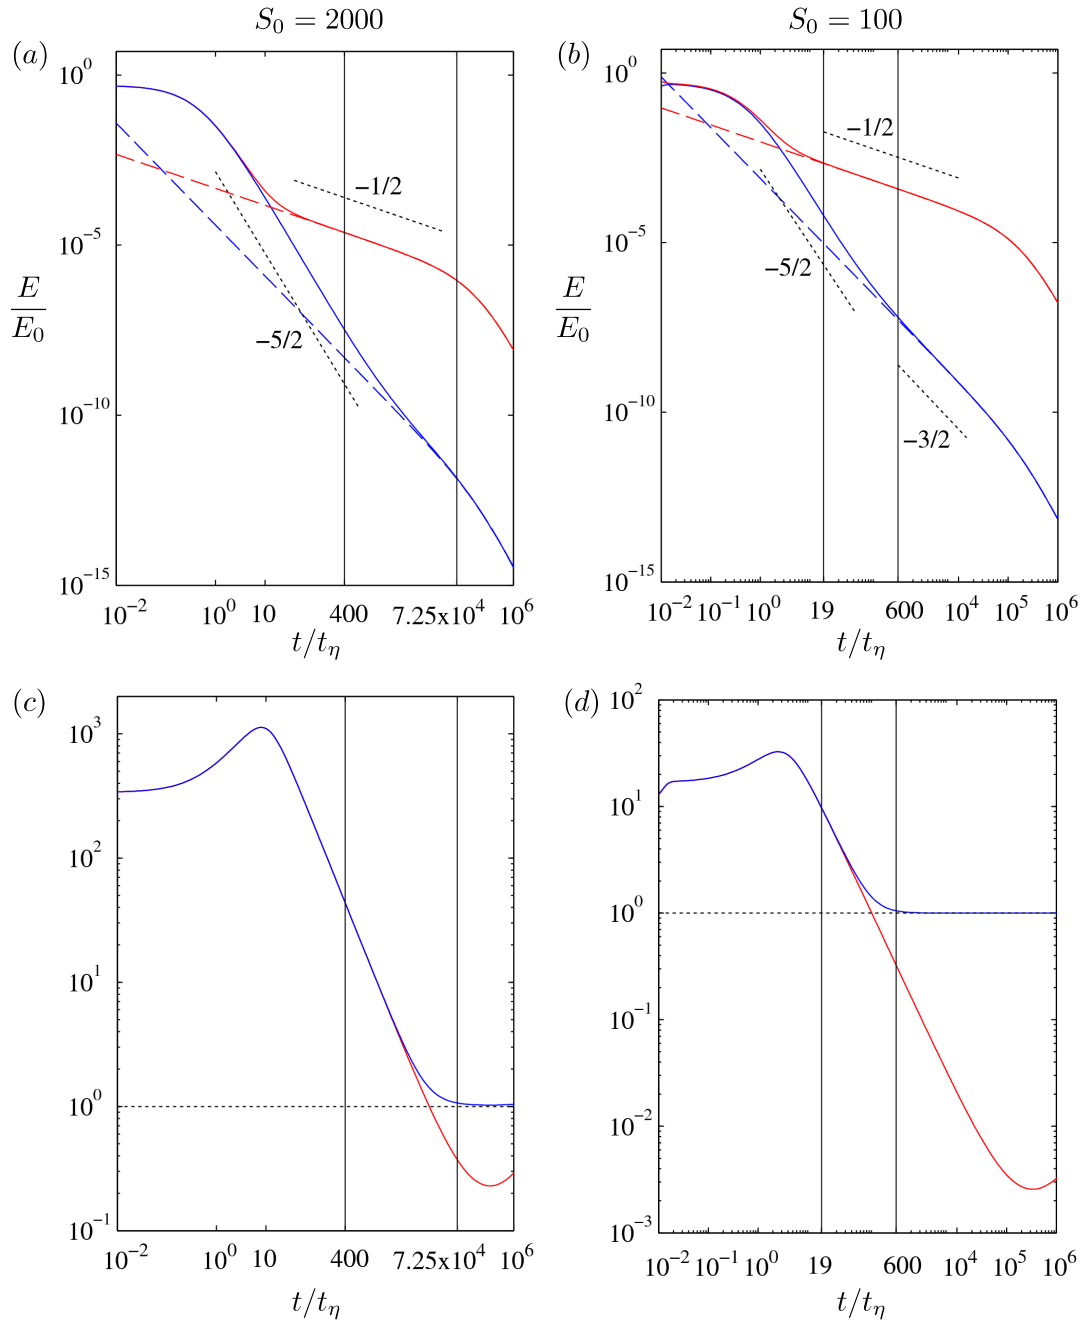 S₀ = 2000
S₀ = 100
(a)
10⁰
10⁻⁵
10⁻¹⁰
10⁻¹⁵
E/E₀
−1/2
−5/2
10⁻² 10⁰ 10 400 7.25x10⁴ 10⁶
t/t_η
(b)
10⁰
10⁻⁵
10⁻¹⁰
10⁻¹⁵
E/E₀
−1/2
−5/2
−3/2
10⁻² 10⁻¹ 10⁰ 19 600 10⁴ 10⁵ 10⁶
t/t_η
(c)
10³
10²
10¹
10⁰
10⁻¹
10⁻² 10⁰ 10 400 7.25x10⁴ 10⁶
t/t_η
(d)
10²
10¹
10⁰
10⁻¹
10⁻²
10⁻³
10⁻² 10⁻¹ 10⁰ 19 600 10⁴ 10⁵ 10⁶
t/t_η